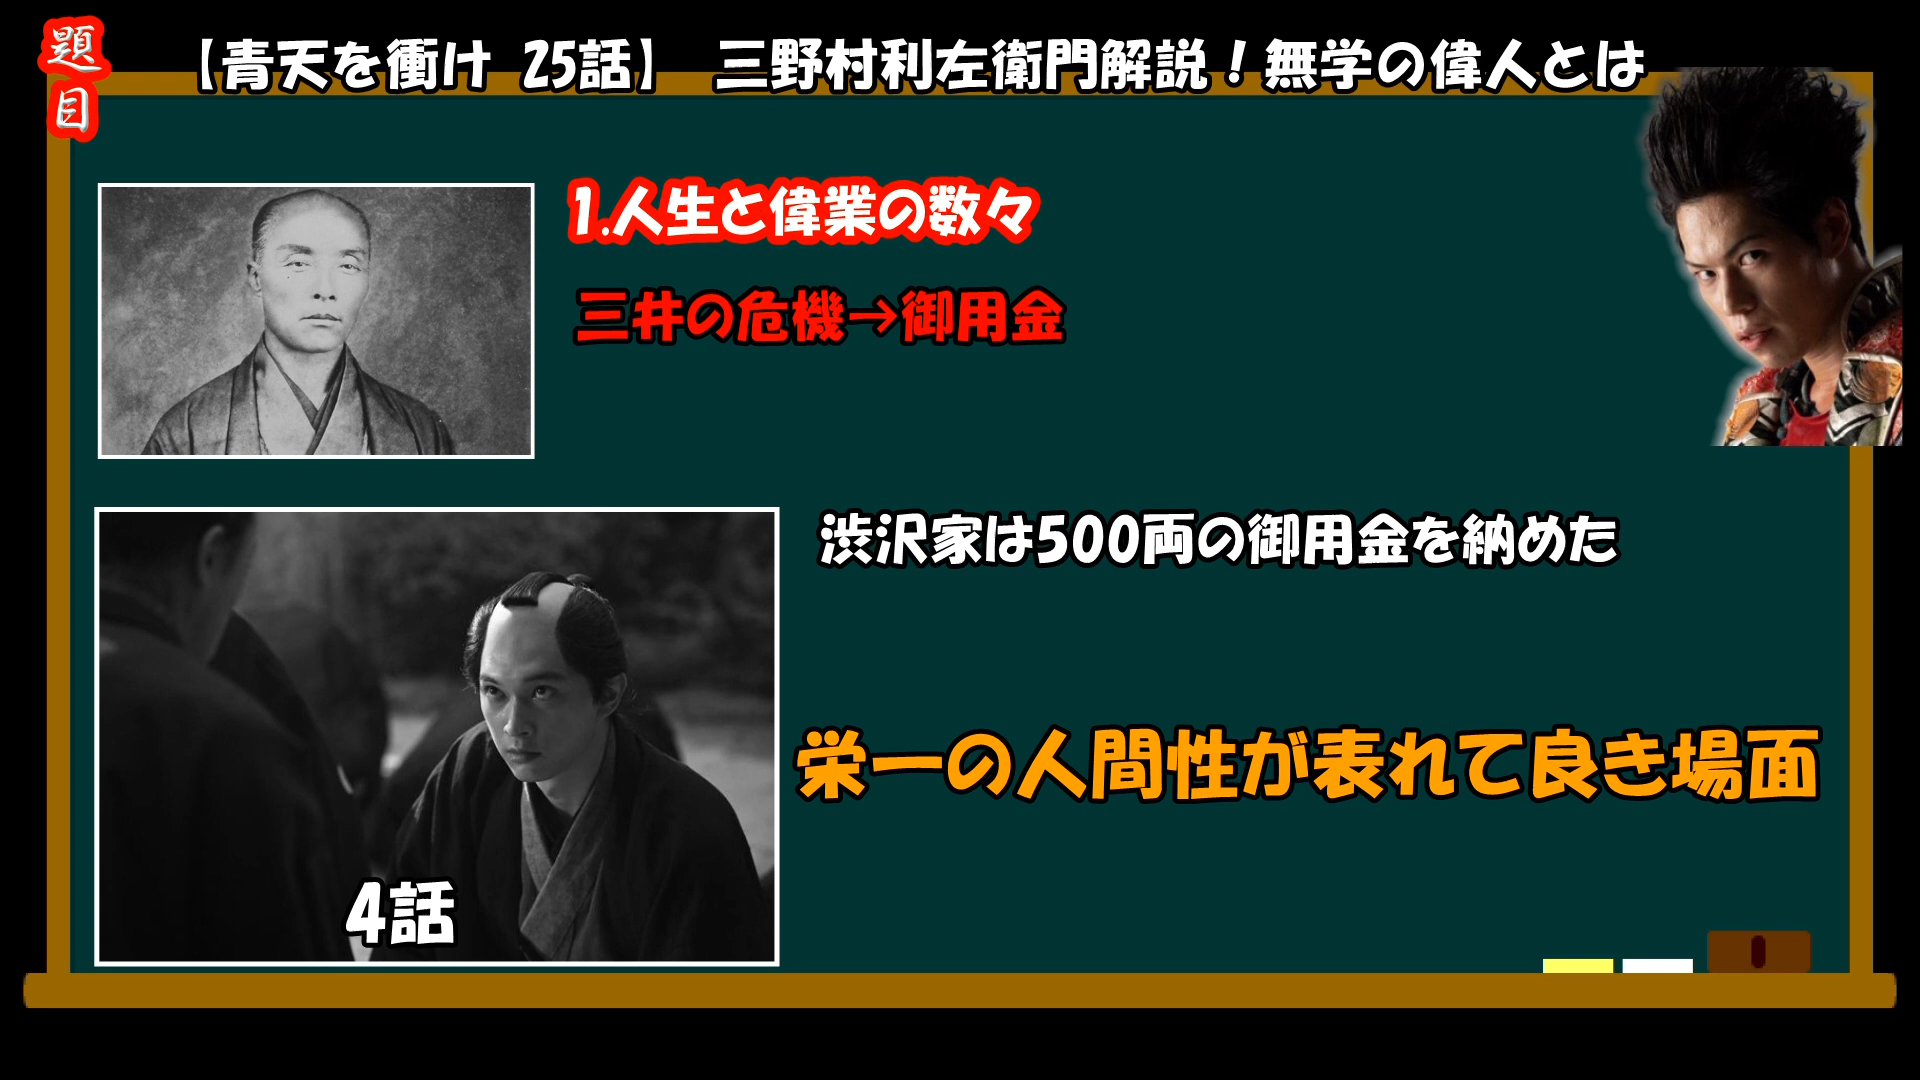 題目
【青天を衝け 25話】 三野村利左衛門解説！無学の偉人とは
1.人生と偉業の数々
三井の危機→御用金
渋沢家は500両の御用金を納めた
栄一の人間性が表れて良き場面
4話